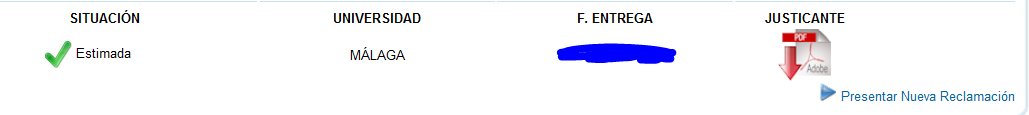 SITUACIÓN UNIVERSIDAD F. ENTREGA JUSTICANTE
Estimada MÁLAGA PDF Adobe
Presentar Nueva Reclamación